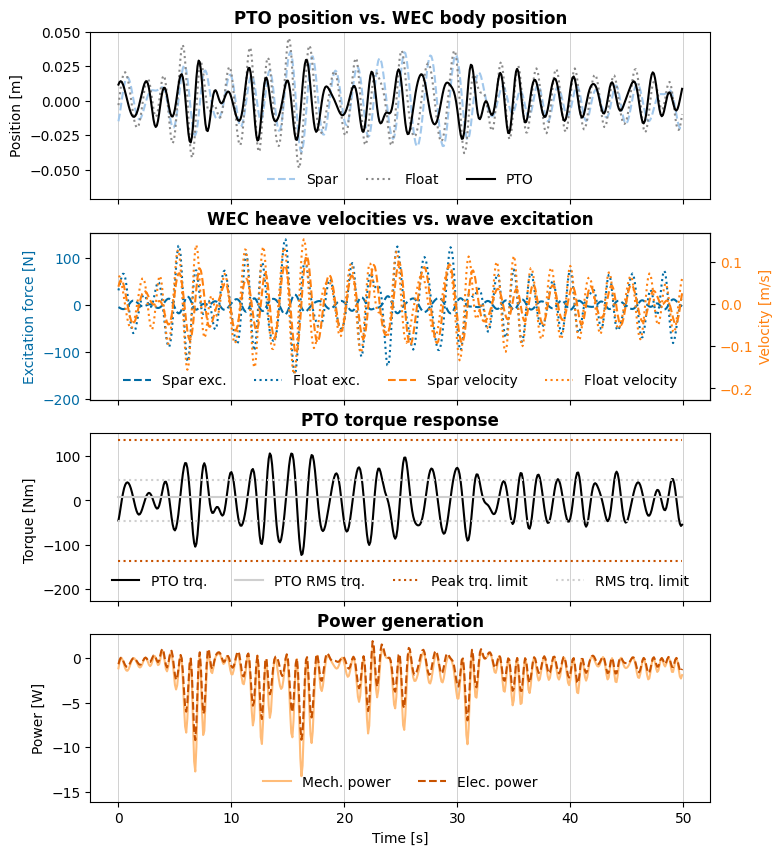 PTO position vs. WEC body position
0.050
0.025
0.000
−0.025
−0.050
Position [m]
Spar Float PTO
WEC heave velocities vs. wave excitation
100
0
−100
−200
Excitation force [N]
0.1
0.0
−0.1
−0.2
Velocity [m/s]
Spar exc. Float exc. Spar velocity Float velocity
PTO torque response
100
0
−100
−200
Torque [Nm]
PTO trq. PTO RMS trq. Peak trq. limit RMS trq. limit
Power generation
0
−5
−10
−15
Power [W]
Mech. power Elec. power
0 10 20 30 40 50
Time [s]